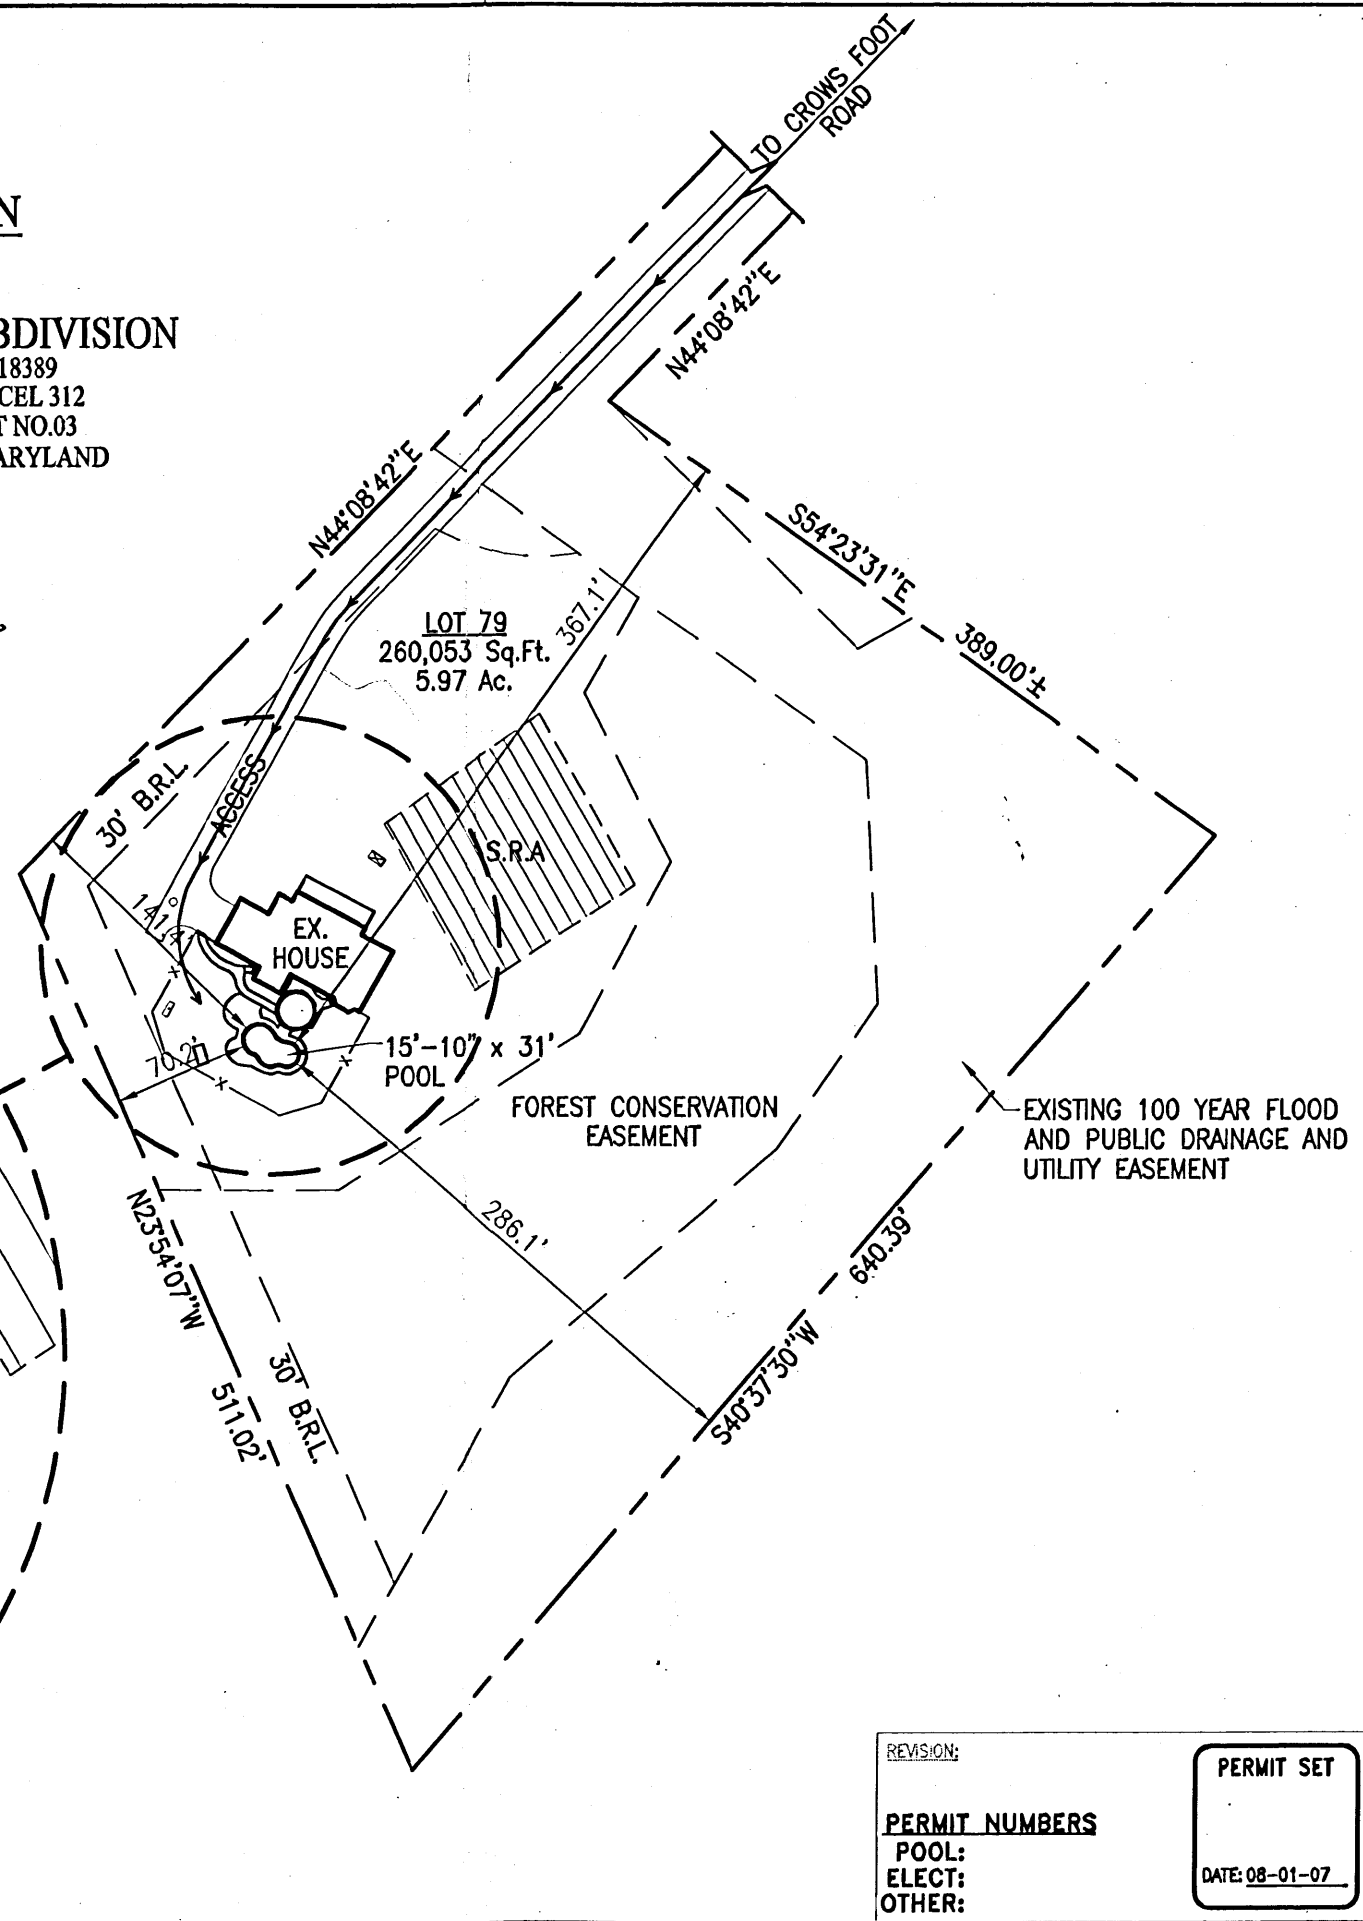 TO CROWS FOOT
ROAD
N
BDIVISION
18389
CEL 312
T NO.03
ARYLAND
N44°08'42"E
N44°08'42"E
S54°23'31"E
389.00'±
LOT 79
260,053 Sq.Ft.
5.97 Ac.
367.1'
30' B.R.L.
ACCESS
S.R.A
EX.
HOUSE
70.2'
15'-10" x 31'
POOL
FOREST CONSERVATION
EASEMENT
EXISTING 100 YEAR FLOOD
AND PUBLIC DRAINAGE AND
UTILITY EASEMENT
286.1'
N23°54'07"W
511.02'
30' B.R.L.
S40°37'30"W
640.39'
REVISION:
PERMIT NUMBERS
POOL:
ELECT:
OTHER:
PERMIT SET
DATE: 08-01-07